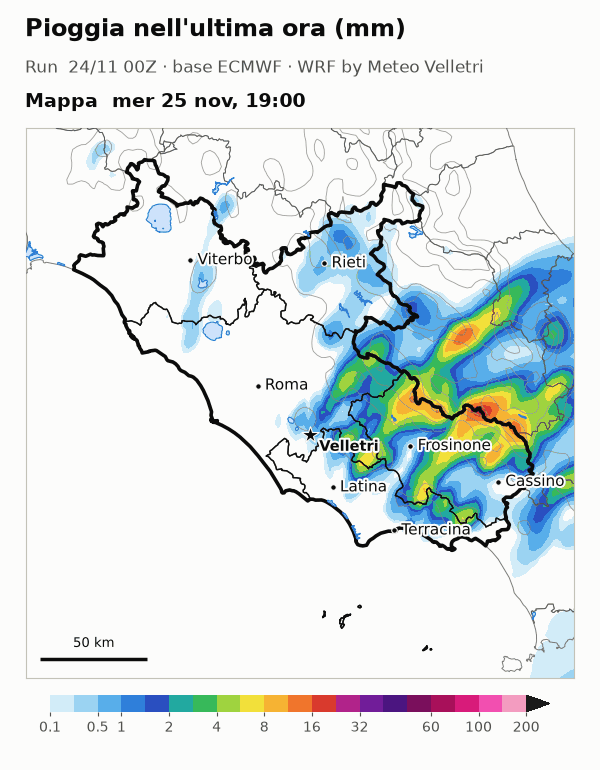 Pioggia nell'ultima ora (mm)
Run  24/11 00Z · base ECMWF · WRF by Meteo Velletri
Mappa  mer 25 nov, 19:00
Viterbo
Rieti
Roma
Velletri
Frosinone
Latina
Cassino
Terracina
50 km
0.1 0.5 1 2 4 8 16 32 60 100 200